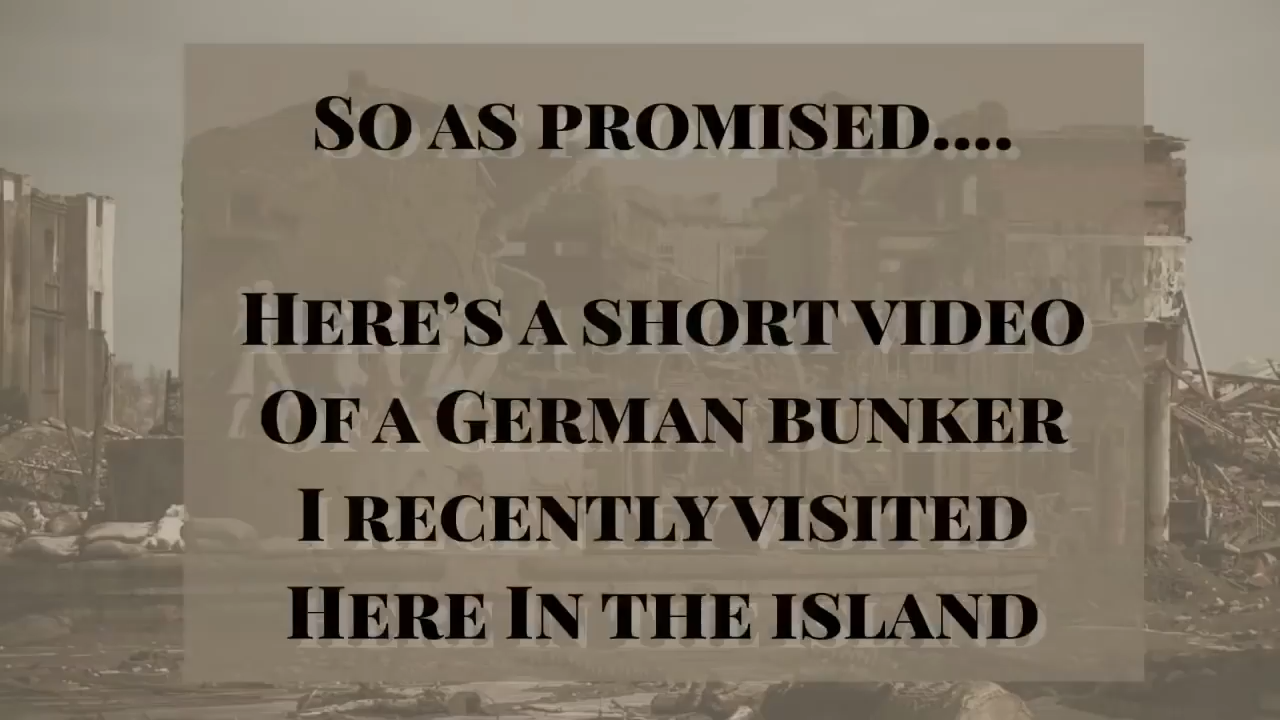 So as promised....
Here's a short video
Of a German bunker
I recently visited
Here In the island